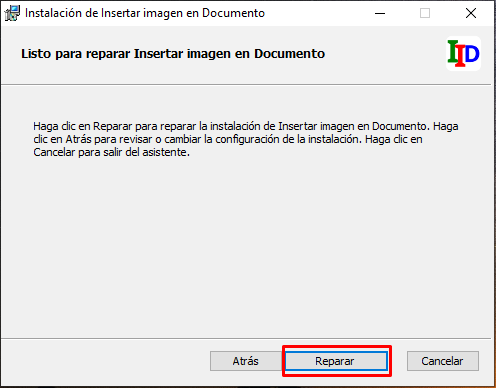 Instalación de Insertar imagen en Documento
Listo para reparar Insertar imagen en Documento
IID
Haga clic en Reparar para reparar la instalación de Insertar imagen en Documento. Haga
clic en Atrás para revisar o cambiar la configuración de la instalación. Haga clic en
Cancelar para salir del asistente.
Atrás
Reparar
Cancelar